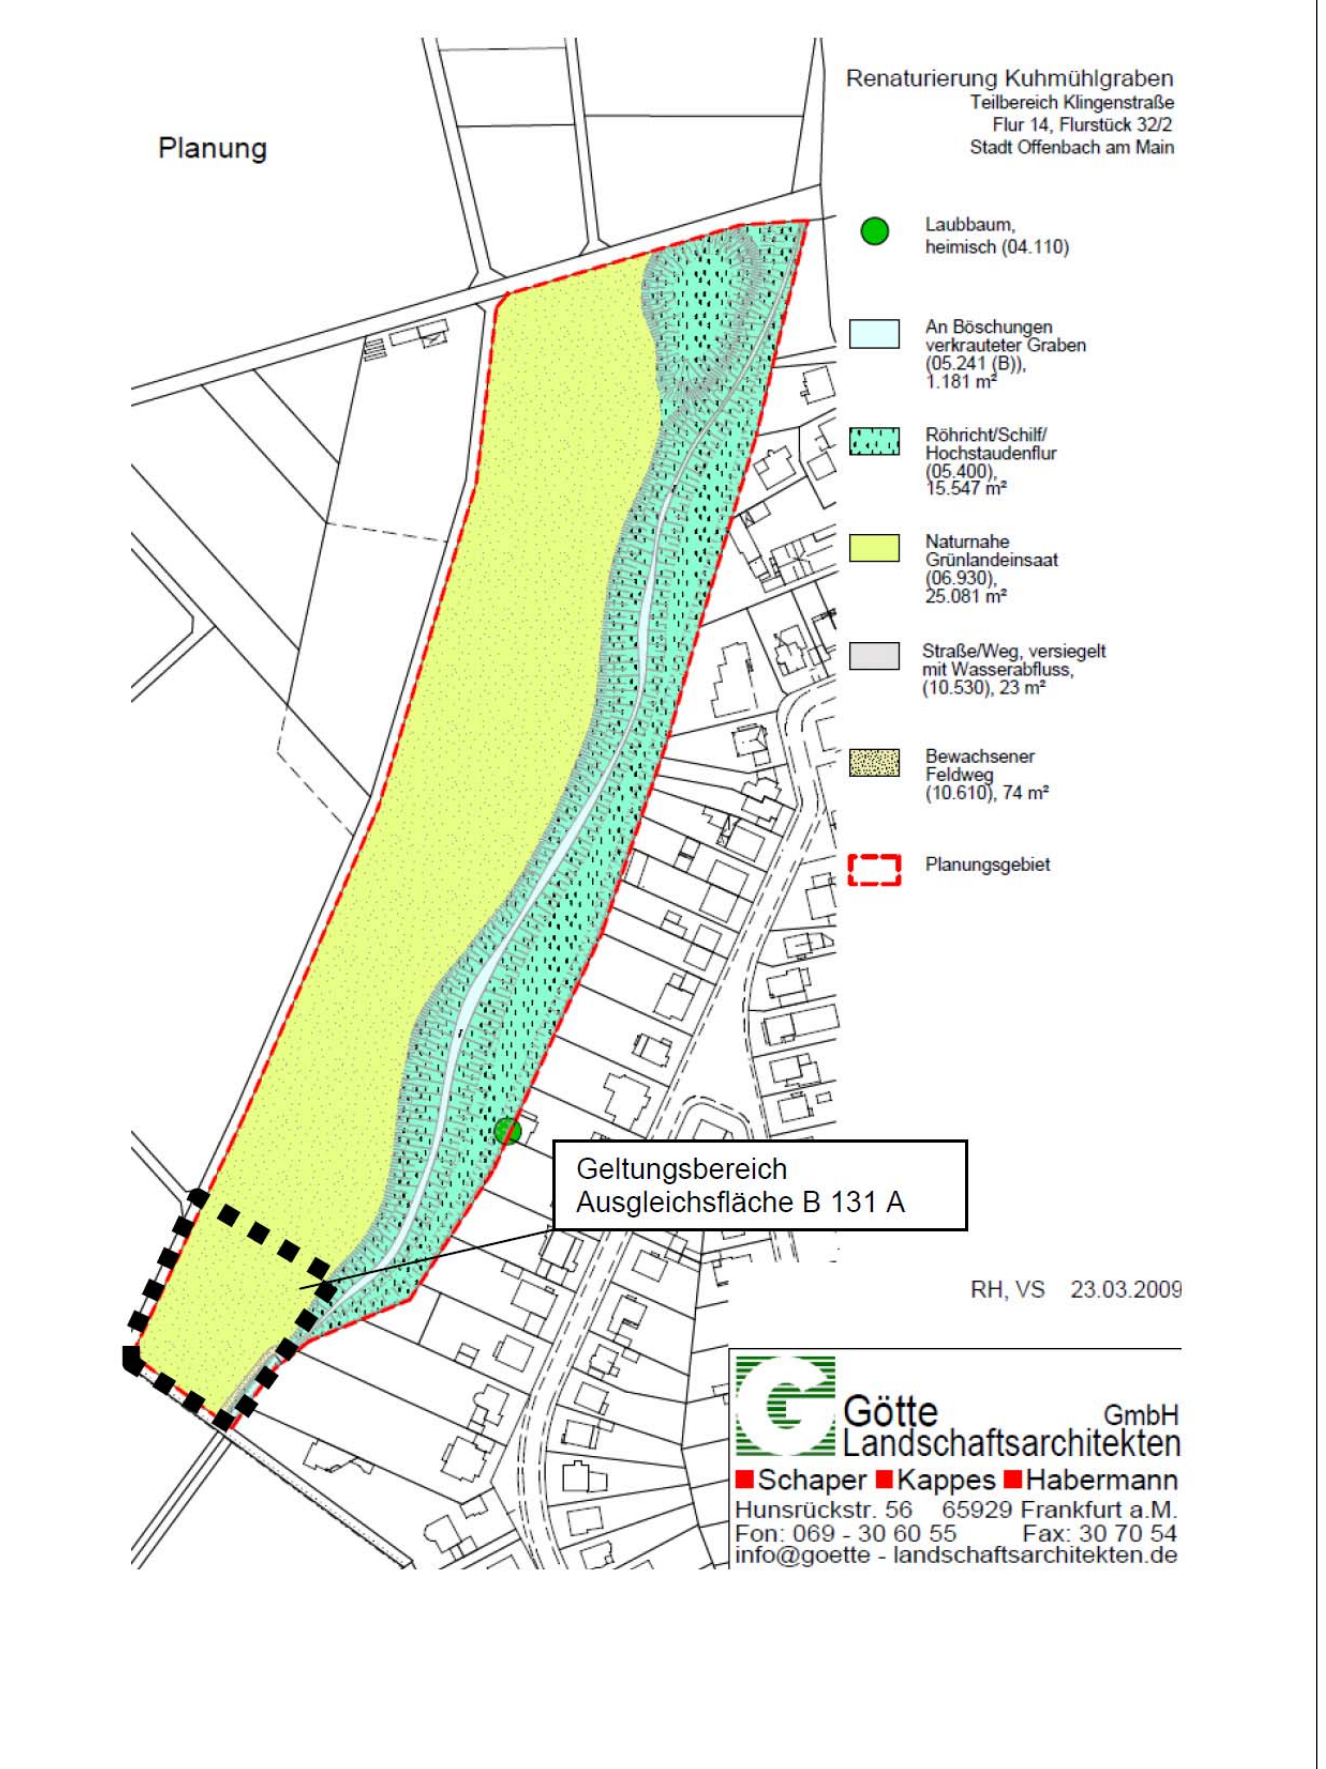 Planung
Renaturierung Kuhmühlgraben
Teilbereich Klingenstraße
Flur 14, Flurstück 32/2
Stadt Offenbach am Main
Laubbaum,
heimisch (04.110)
An Böschungen
verkrauteter Graben
(05.241 (B)),
1.181 m²
Röhricht/Schilf/
Hochstaudenflur
(05.400),
15.547 m²
Naturnahe
Grünlandeinsaat
(06.930),
25.081 m²
Straße/Weg, versiegelt
mit Wasserabfluss,
(10.530), 23 m²
Bewachsener
Feldweg
(10.610), 74 m²
Planungsgebiet
Geltungsbereich
Ausgleichsfläche B 131 A
RH, VS 23.03.2009
Götte GmbH
Landschaftsarchitekten
Schaper Kappes Habermann
Hunsrückstr. 56 65929 Frankfurt a.M.
Fon: 069 - 30 60 55 Fax: 30 70 54
info@goette - landschaftsarchitekten.de